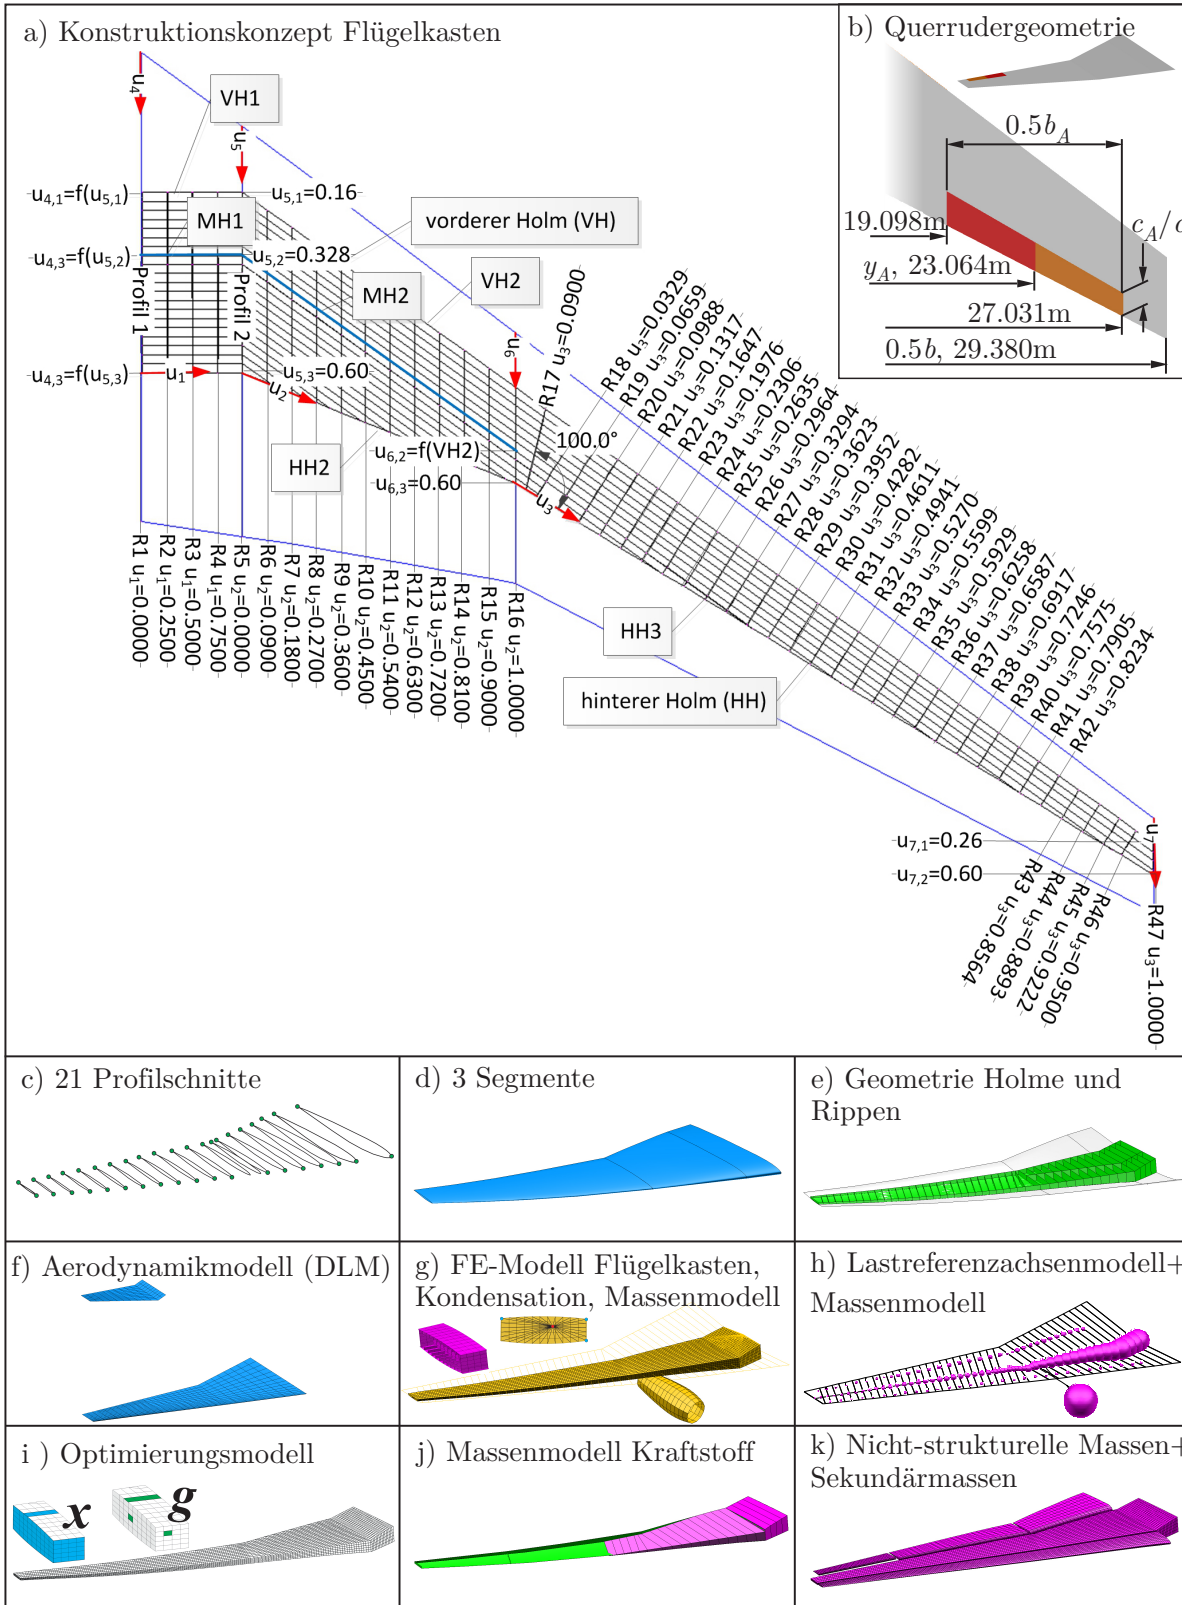 a) Konstruktionskonzept Flügelkasten
u4
VH1
u5
u4,1=f(u5,1)
u5,1=0.16
MH1
vorderer Holm (VH)
u4,3=f(u5,2)
u5,2=0.328
Profil 1
Profil 2
MH2
VH2
u6
u4,3=f(u5,3)
u1
u5,3=0.60
u2
HH2
u6,2=f(VH2)
u6,3=0.60
100.0°
u3
HH3
hinterer Holm (HH)
R1 u1=0.0000
R2 u1=0.2500
R3 u1=0.5000
R4 u1=0.7500
R5 u2=0.0000
R6 u2=0.0900
R7 u2=0.1800
R8 u2=0.2700
R9 u2=0.3600
R10 u2=0.4500
R11 u2=0.5400
R12 u2=0.6300
R13 u2=0.7200
R14 u2=0.8100
R15 u2=0.9000
R16 u2=1.0000
R17 u3=0.0900
R18 u3=0.0329
R19 u3=0.0659
R20 u3=0.0988
R21 u3=0.1317
R22 u3=0.1647
R23 u3=0.1976
R24 u3=0.2306
R25 u3=0.2635
R26 u3=0.2964
R27 u3=0.3294
R28 u3=0.3623
R29 u3=0.3952
R30 u3=0.4282
R31 u3=0.4611
R32 u3=0.4941
R33 u3=0.5270
R34 u3=0.5599
R35 u3=0.5929
R36 u3=0.6258
R37 u3=0.6587
R38 u3=0.6917
R39 u3=0.7246
R40 u3=0.7575
R41 u3=0.7905
R42 u3=0.8234
u7
u7,1=0.26
u7,2=0.60
R43 u3=0.8564
R44 u3=0.8893
R45 u3=0.9222
R46 u3=0.9500
R47 u3=1.0000
b) Querrudergeometrie
0.5bA
19.098m
cA/c
yA, 23.064m
27.031m
0.5b, 29.380m
c) 21 Profilschnitte
d) 3 Segmente
e) Geometrie Holme und
Rippen
f) Aerodynamikmodell (DLM)
g) FE-Modell Flügelkasten,
Kondensation, Massenmodell
h) Lastreferenzachsenmodell+
Massenmodell
i ) Optimierungsmodell
x
g
j) Massenmodell Kraftstoff
k) Nicht-strukturelle Massen+
Sekundärmassen